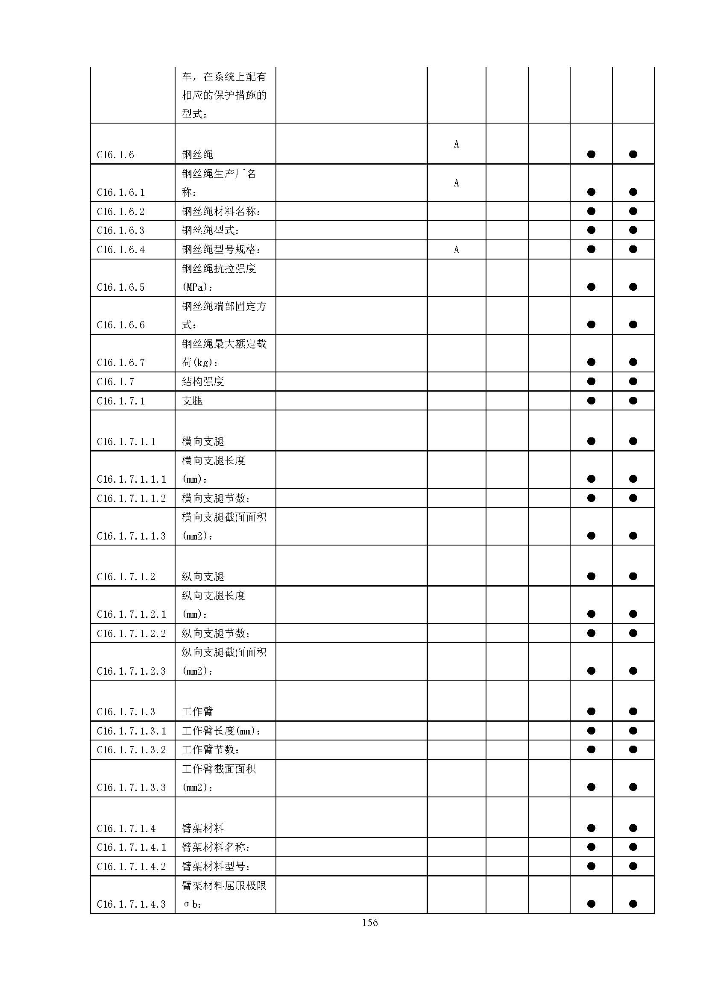 车，在系统上配有
相应的保护措施的
型式：
C16.1.6 钢丝绳 A ● ●
钢丝绳生产厂名
C16.1.6.1 称： A ● ●
C16.1.6.2 钢丝绳材料名称： ● ●
C16.1.6.3 钢丝绳型式： ● ●
C16.1.6.4 钢丝绳型号规格： A ● ●
钢丝绳抗拉强度
C16.1.6.5 (MPa)： ● ●
钢丝绳端部固定方
C16.1.6.6 式： ● ●
钢丝绳最大额定载
C16.1.6.7 荷(kg)： ● ●
C16.1.7 结构强度 ● ●
C16.1.7.1 支腿 ● ●
C16.1.7.1.1 横向支腿 ● ●
横向支腿长度
C16.1.7.1.1.1 (mm)： ● ●
C16.1.7.1.1.2 横向支腿节数： ● ●
横向支腿截面面积
C16.1.7.1.1.3 (mm2)： ● ●
C16.1.7.1.2 纵向支腿 ● ●
纵向支腿长度
C16.1.7.1.2.1 (mm)： ● ●
C16.1.7.1.2.2 纵向支腿节数： ● ●
纵向支腿截面面积
C16.1.7.1.2.3 (mm2)： ● ●
C16.1.7.1.3 工作臂 ● ●
C16.1.7.1.3.1 工作臂长度(mm)： ● ●
C16.1.7.1.3.2 工作臂节数： ● ●
工作臂截面面积
C16.1.7.1.3.3 (mm2)： ● ●
C16.1.7.1.4 臂架材料 ● ●
C16.1.7.1.4.1 臂架材料名称： ● ●
C16.1.7.1.4.2 臂架材料型号： ● ●
臂架材料屈服极限
C16.1.7.1.4.3 σb： ● ●
156